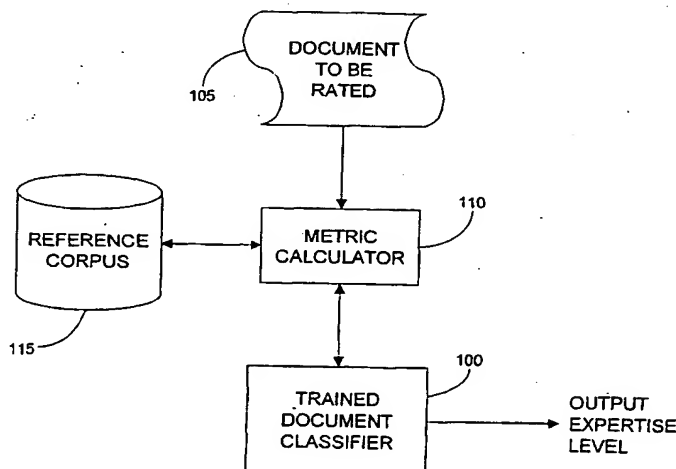 DOCUMENT
TO BE
RATED
105
110
REFERENCE
CORPUS
METRIC
CALCULATOR
115
100
TRAINED
DOCUMENT
CLASSIFIER
OUTPUT
EXPERTISE
LEVEL